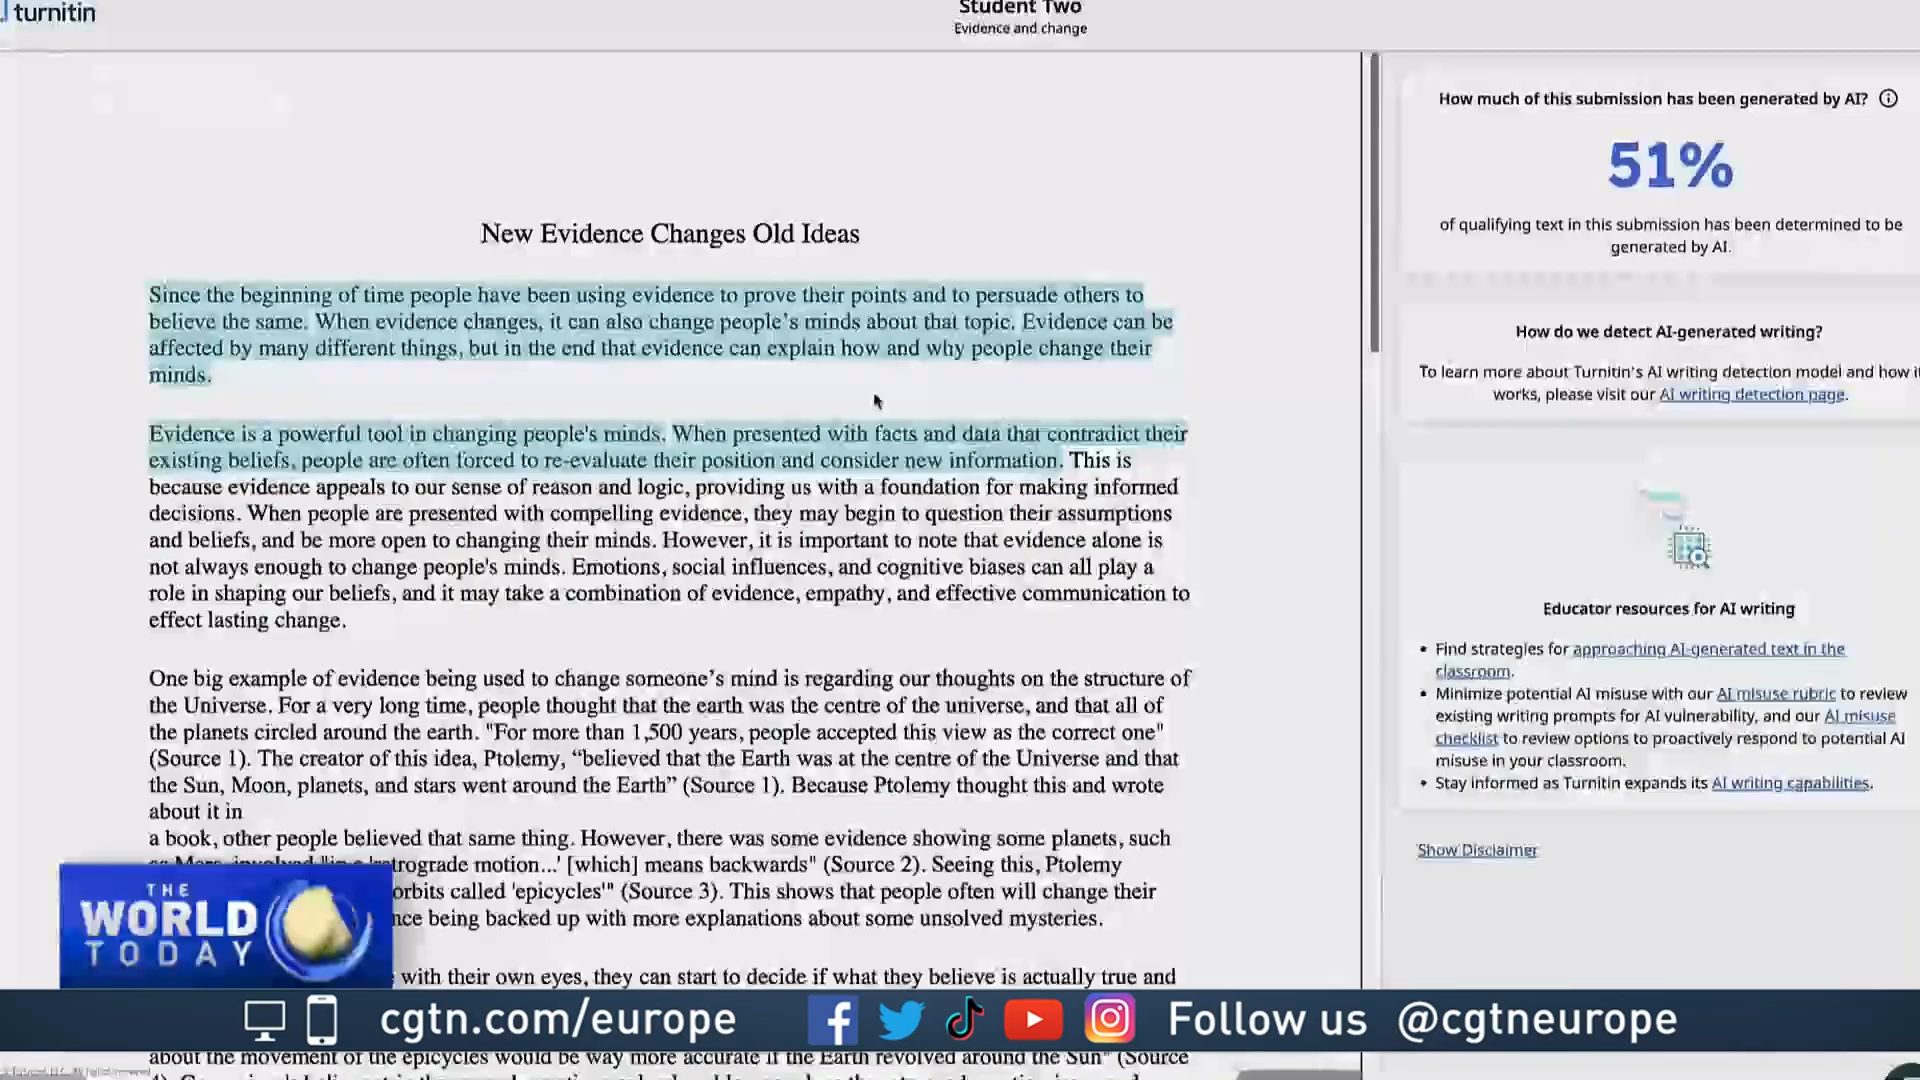 turnitin
Student Two
Evidence and change
New Evidence Changes Old Ideas
Since the beginning of time people have been using evidence to prove their points and to persuade others to
believe the same. When evidence changes, it can also change people’s minds about that topic. Evidence can be
affected by many different things, but in the end that evidence can explain how and why people change their
minds.
Evidence is a powerful tool in changing people's minds. When presented with facts and data that contradict their
existing beliefs, people are often forced to re-evaluate their position and consider new information. This is
because evidence appeals to our sense of reason and logic, providing us with a foundation for making informed
decisions. When people are presented with compelling evidence, they may begin to question their assumptions
and beliefs, and be more open to changing their minds. However, it is important to note that evidence alone is
not always enough to change people's minds. Emotions, social influences, and cognitive biases can all play a
role in shaping our beliefs, and it may take a combination of evidence, empathy, and effective communication to
effect lasting change.
One big example of evidence being used to change someone’s mind is regarding our thoughts on the structure of
the Universe. For a very long time, people thought that the earth was the centre of the universe, and that all of
the planets circled around the earth. "For more than 1,500 years, people accepted this view as the correct one"
(Source 1). The creator of this idea, Ptolemy, “believed that the Earth was at the centre of the Universe and that
the Sun, Moon, planets, and stars went around the Earth” (Source 1). Because Ptolemy thought this and wrote
about it in
a book, other people believed that same thing. However, there was some evidence showing some planets, such
as Mars, involved "in a 'retrograde motion...' [which] means backwards" (Source 2). Seeing this, Ptolemy
orbits called 'epicycles'" (Source 3). This shows that people often will change their
being backed up with more explanations about some unsolved mysteries.
with their own eyes, they can start to decide if what they believe is actually true and
about the movement of the epicycles would be way more accurate if the Earth revolved around the Sun" (Source
How much of this submission has been generated by AI?
51%
of qualifying text in this submission has been determined to be
generated by AI.
How do we detect AI-generated writing?
To learn more about Turnitin's AI writing detection model and how it
works, please visit our AI writing detection page.
Educator resources for AI writing
• Find strategies for approaching AI-generated text in the
classroom.
• Minimize potential AI misuse with our AI misuse rubric to review
existing writing prompts for AI vulnerability, and our AI misuse
checklist to review options to proactively respond to potential AI
misuse in your classroom.
• Stay informed as Turnitin expands its AI writing capabilities.
Show Disclaimer
THE
WORLD
TODAY
cgtn.com/europe
Follow us @cgtneurope